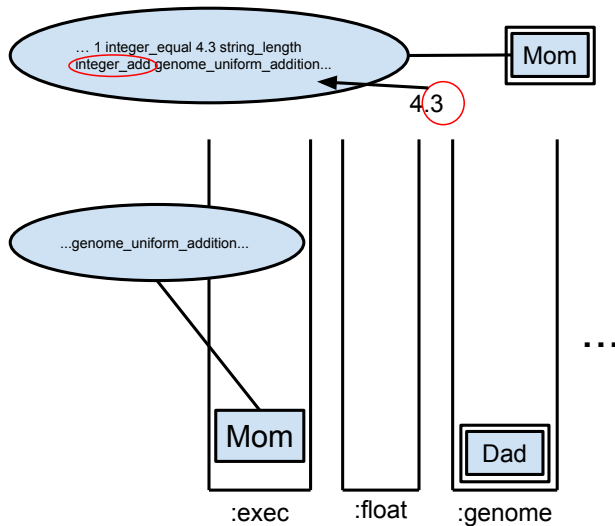 ... 1 integer_equal 4.3 string_length
integer_add genome_uniform_addition...
Mom
4.3
...genome_uniform_addition...
...
Mom
Dad
:exec
:float
:genome